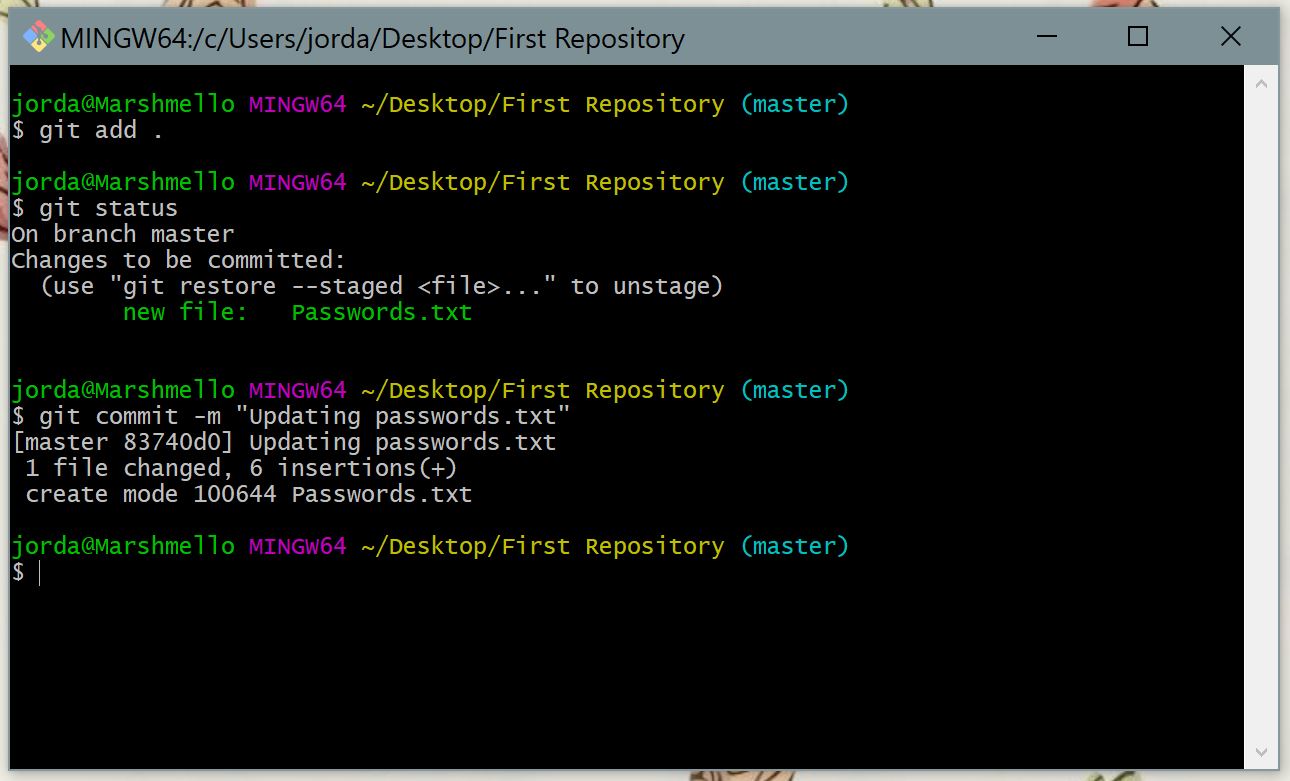 MINGW64:/c/Users/jorda/Desktop/First Repository
jorda@Marshmello MINGW64 ~/Desktop/First Repository (master)
$ git add .
jorda@Marshmello MINGW64 ~/Desktop/First Repository (master)
$ git status
On branch master
Changes to be committed:
  (use "git restore --staged <file>..." to unstage)
        new file:   Passwords.txt
jorda@Marshmello MINGW64 ~/Desktop/First Repository (master)
$ git commit -m "Updating passwords.txt"
[master 83740d0] Updating passwords.txt
 1 file changed, 6 insertions(+)
 create mode 100644 Passwords.txt
jorda@Marshmello MINGW64 ~/Desktop/First Repository (master)
$